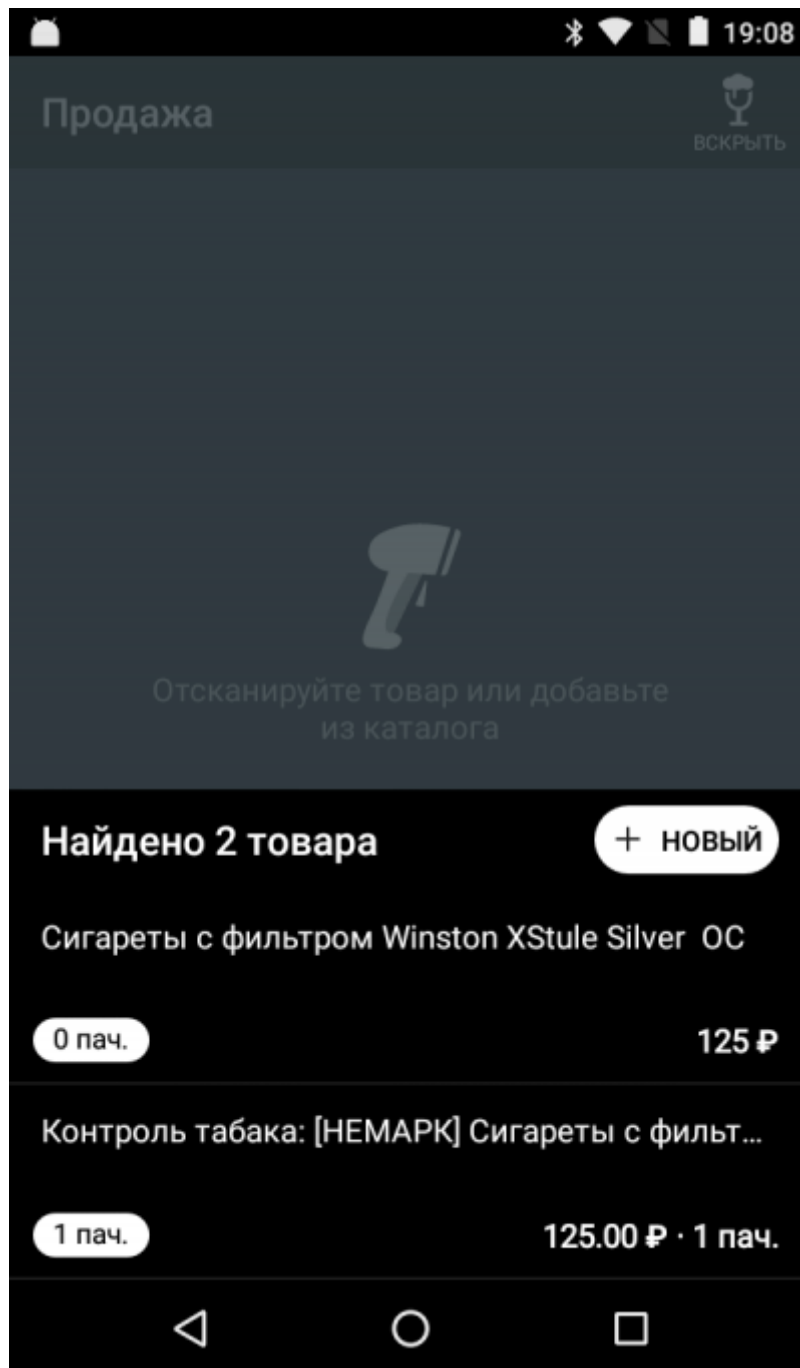 19:08
Продажа
ВСКРЫТЬ
Отсканируйте товар или добавьте
из каталога
Найдено 2 товара
+ НОВЫЙ
Сигареты с фильтром Winston XStule Silver ОС
0 пач.
125 ₽
Контроль табака: [НЕМАРК] Сигареты с фильт...
1 пач.
125.00 ₽ · 1 пач.